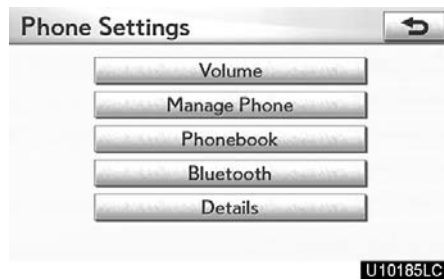 Phone Settings
Volume
Manage Phone
Phonebook
Bluetooth
Details
U10185LC